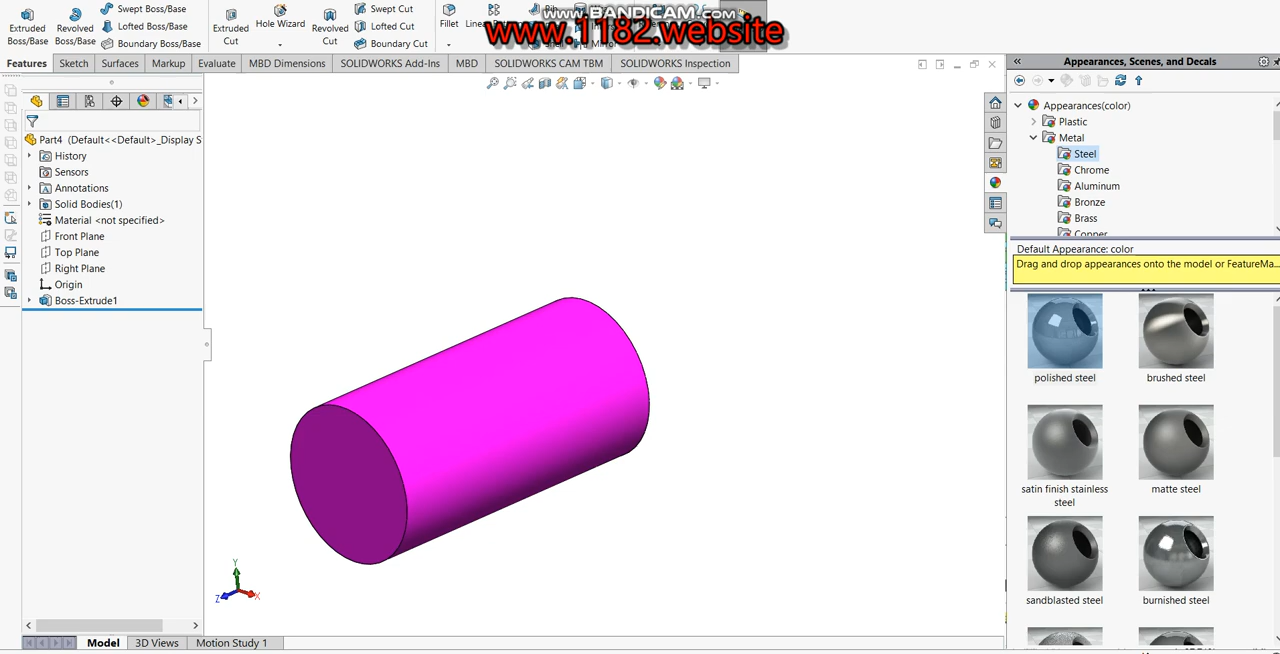 Extruded Boss/Base
Revolved Boss/Base
Swept Boss/Base
Lofted Boss/Base
Boundary Boss/Base
Extruded Cut
Hole Wizard
Revolved Cut
Swept Cut
Lofted Cut
Boundary Cut
Fillet
www.BANDICAM.com
www.1182.website
Features
Sketch
Surfaces
Markup
Evaluate
MBD Dimensions
SOLIDWORKS Add-Ins
MBD
SOLIDWORKS CAM TBM
SOLIDWORKS Inspection
Part4 (Default<<Default>_Display S
History
Sensors
Annotations
Solid Bodies(1)
Material <not specified>
Front Plane
Top Plane
Right Plane
Origin
Boss-Extrude1
Y
Z
X
Model
3D Views
Motion Study 1
Appearances, Scenes, and Decals
Appearances(color)
Plastic
Metal
Steel
Chrome
Aluminum
Bronze
Brass
Copper
Default Appearance: color
Drag and drop appearances onto the model or FeatureMa...
polished steel
brushed steel
satin finish stainless steel
matte steel
sandblasted steel
burnished steel